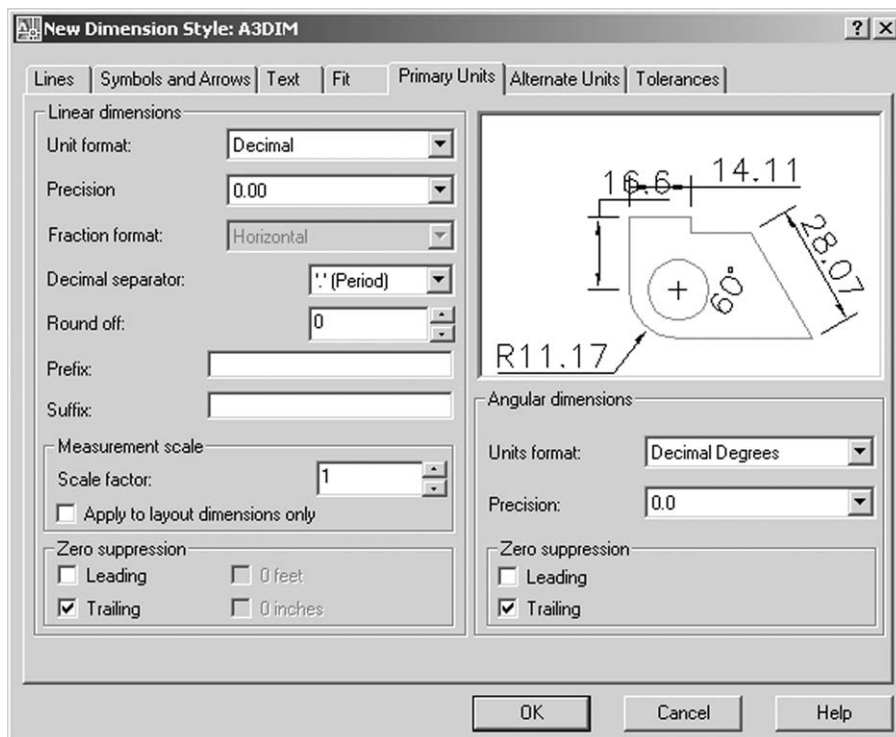 New Dimension Style: A3DIM
Lines Symbols and Arrows Text Fit Primary Units Alternate Units Tolerances
Linear dimensions
Unit format: Decimal
Precision 0.00
Fraction format: Horizontal
Decimal separator: '.' (Period)
Round off: 0
Prefix:
Suffix:
Measurement scale
Scale factor: 1
Apply to layout dimensions only
Zero suppression
Leading 0 feet
Trailing 0 inches
16.6 14.11
28.07
60°
R11.17
Angular dimensions
Units format: Decimal Degrees
Precision: 0.0
Zero suppression
Leading
Trailing
OK Cancel Help